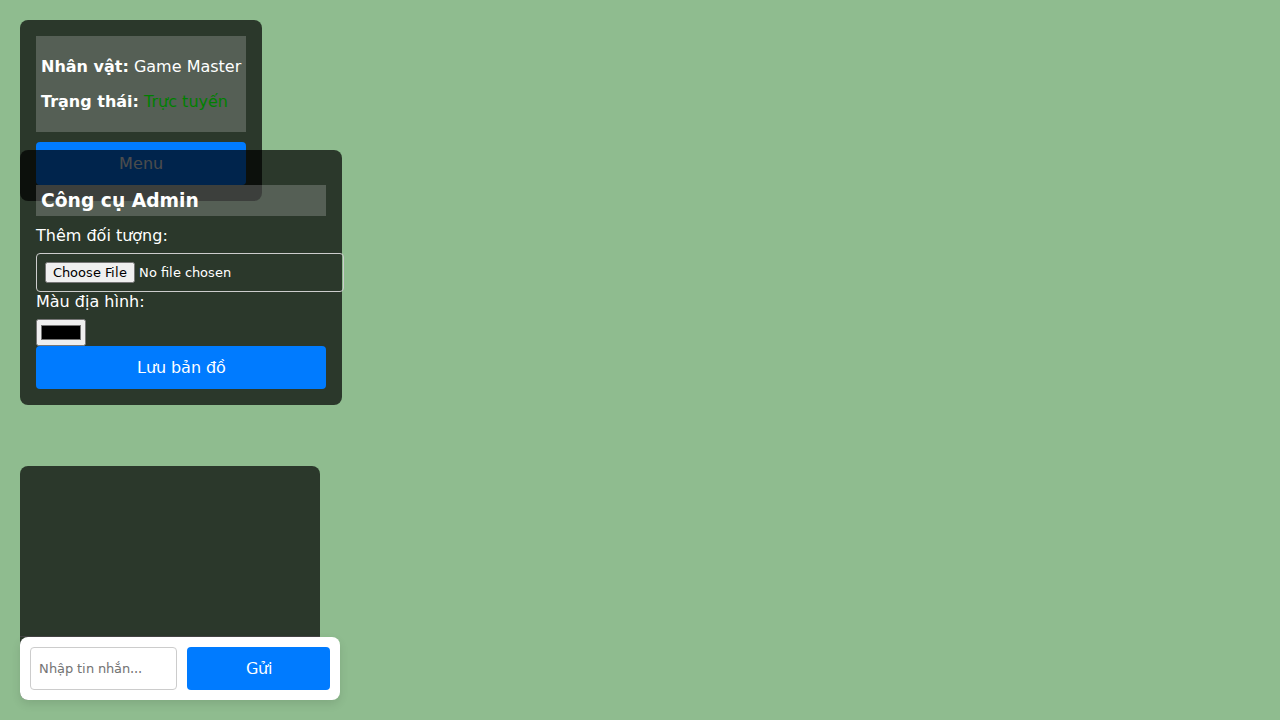 Nhân vật: Game Master
Trạng thái: Trực tuyến
Menu
Công cụ Admin
Thêm đối tượng:
Choose File No file chosen
Màu địa hình:
Lưu bản đồ
Nhập tin nhắn...
Gửi